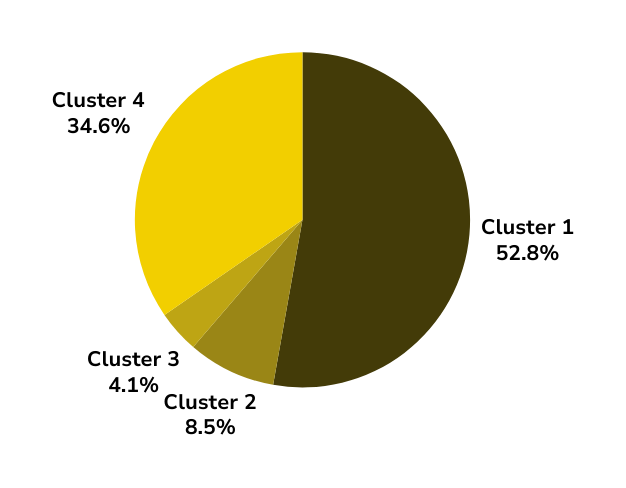 Cluster 4
34.6%
Cluster 1
52.8%
Cluster 3
4.1%
Cluster 2
8.5%